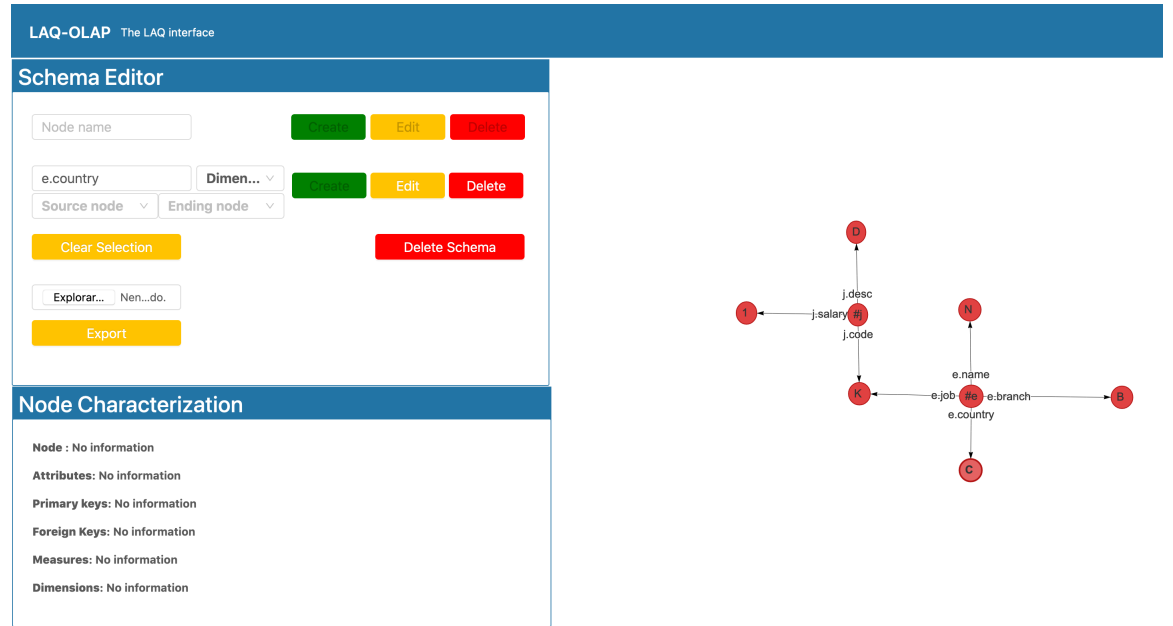 LAQ-OLAP The LAQ interface
Schema Editor
Node name Create Edit Delete
e.country Dimen... Create Edit Delete
Source node Ending node
Clear Selection Delete Schema
Explorar... Nen...do.
Export
Node Characterization
Node : No information
Attributes: No information
Primary keys: No information
Foreign Keys: No information
Measures: No information
Dimensions: No information
D
j.desc
1 j.salary #j N
j.code
e.name
K e.job #e e.branch B
e.country
C